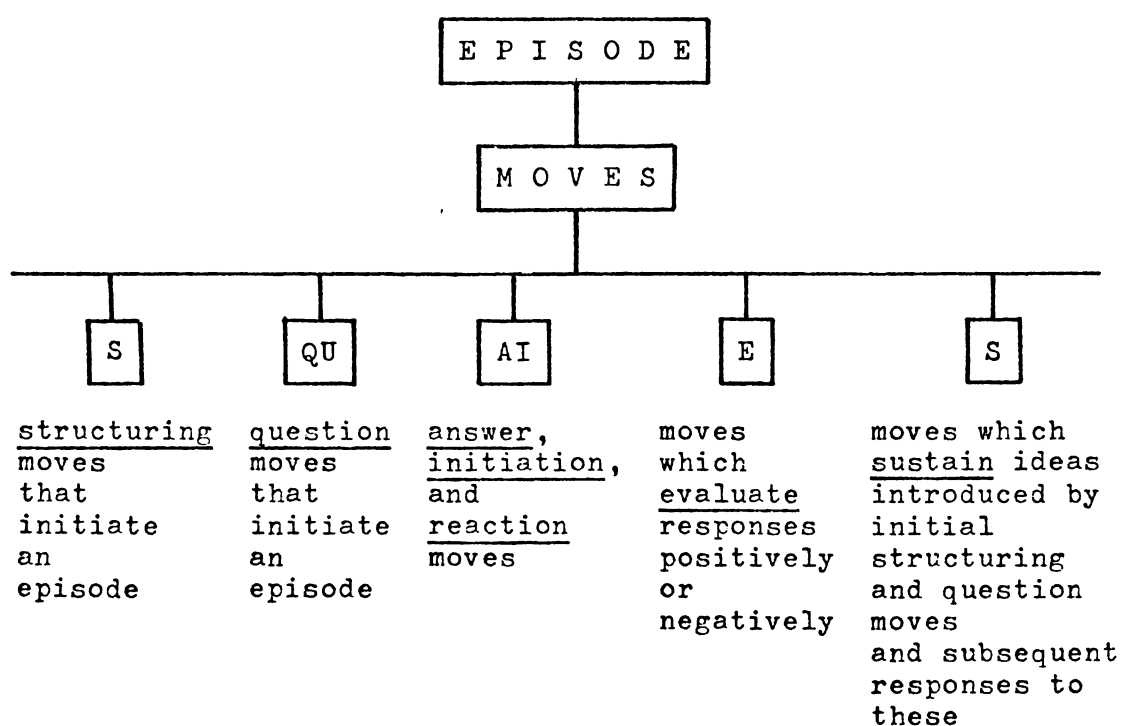 E P I S O D E
M O V E S
S
QU
AI
E
S
structuring
moves
that
initiate
an
episode
question
moves
that
initiate
an
episode
answer,
initiation,
and
reaction
moves
moves
which
evaluate
responses
positively
or
negatively
moves which
sustain ideas
introduced by
initial
structuring
and question
moves
and subsequent
responses to
these